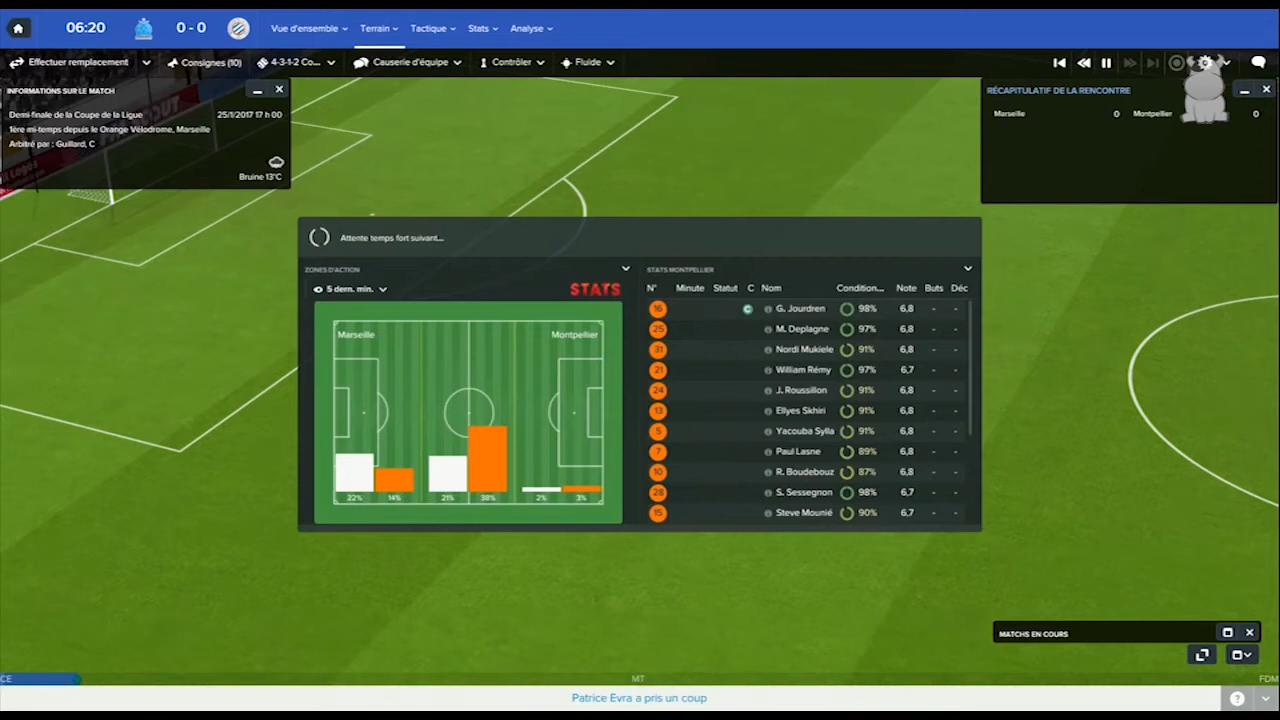 06:20 0 - 0 Vue d'ensemble Terrain Tactique Stats Analyse
Effectuer remplacement Consignes (10) 4-3-1-2 Co... Causerie d'équipe Contrôler Fluide
INFORMATIONS SUR LE MATCH
Demi-finale de la Coupe de la Ligue 25/1/2017 17 h 00
1ère mi-temps depuis le Orange Vélodrome, Marseille
Arbitré par : Guillard, C
Bruine 13°C
RÉCAPITULATIF DE LA RENCONTRE
Marseille 0 Montpellier 0
Attente temps fort suivant...
ZONES D'ACTION
5 dern. min. STATS
Marseille Montpellier
22% 14% 21% 38% 2% 3%
STATS MONTPELLIER
N° Minute Statut C Nom Condition... Note Buts Déc
16 C G. Jourdren 98% 6,8 - -
25 M. Deplagne 97% 6,8 - -
31 Nordi Mukiele 91% 6,8 - -
21 William Rémy 97% 6,7 - -
24 J. Roussillon 91% 6,8 - -
13 Ellyes Skhiri 91% 6,8 - -
5 Yacouba Sylla 91% 6,8 - -
7 Paul Lasne 89% 6,8 - -
10 R. Boudebouz 87% 6,8 - -
28 S. Sessegnon 98% 6,7 - -
15 Steve Mounié 90% 6,7 - -
MATCHS EN COURS
CE MT FDM
Patrice Evra a pris un coup
?